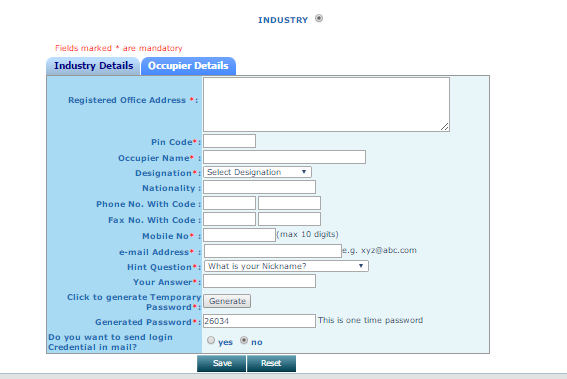 INDUSTRY
Fields marked * are mandatory
Industry Details Occupier Details
Registered Office Address *:
Pin Code*:
Occupier Name* :
Designation*: Select Designation
Nationality :
Phone No. With Code :
Fax No. With Code :
Mobile No* : (max 10 digits)
e-mail Address* : e.g. xyz@abc.com
Hint Question*: What is your Nickname?
Your Answer*:
Click to generate Temporary
Password*: Generate
Generated Password*: 26034 This is one time password
Do you want to send login
Credential in mail? yes no
Save Reset